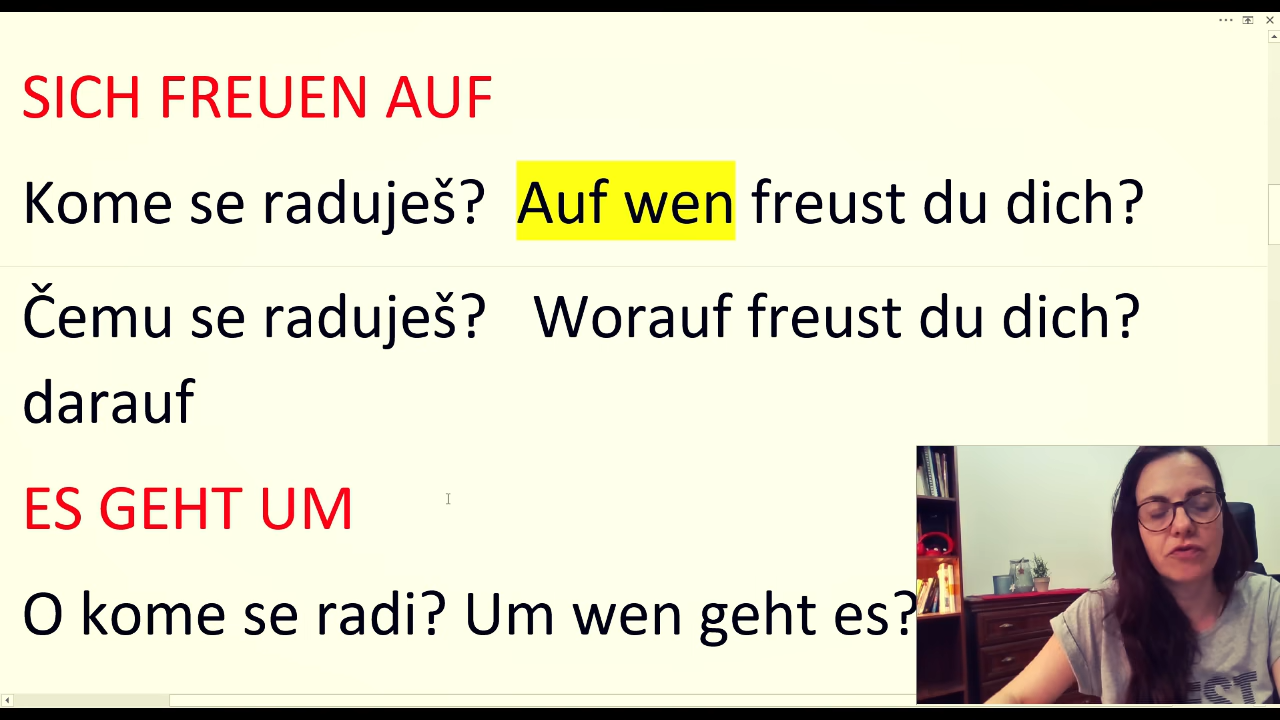 SICH FREUEN AUF
Kome se raduješ? Auf wen freust du dich?
Čemu se raduješ? Worauf freust du dich?
darauf
ES GEHT UM
O kome se radi? Um wen geht es?